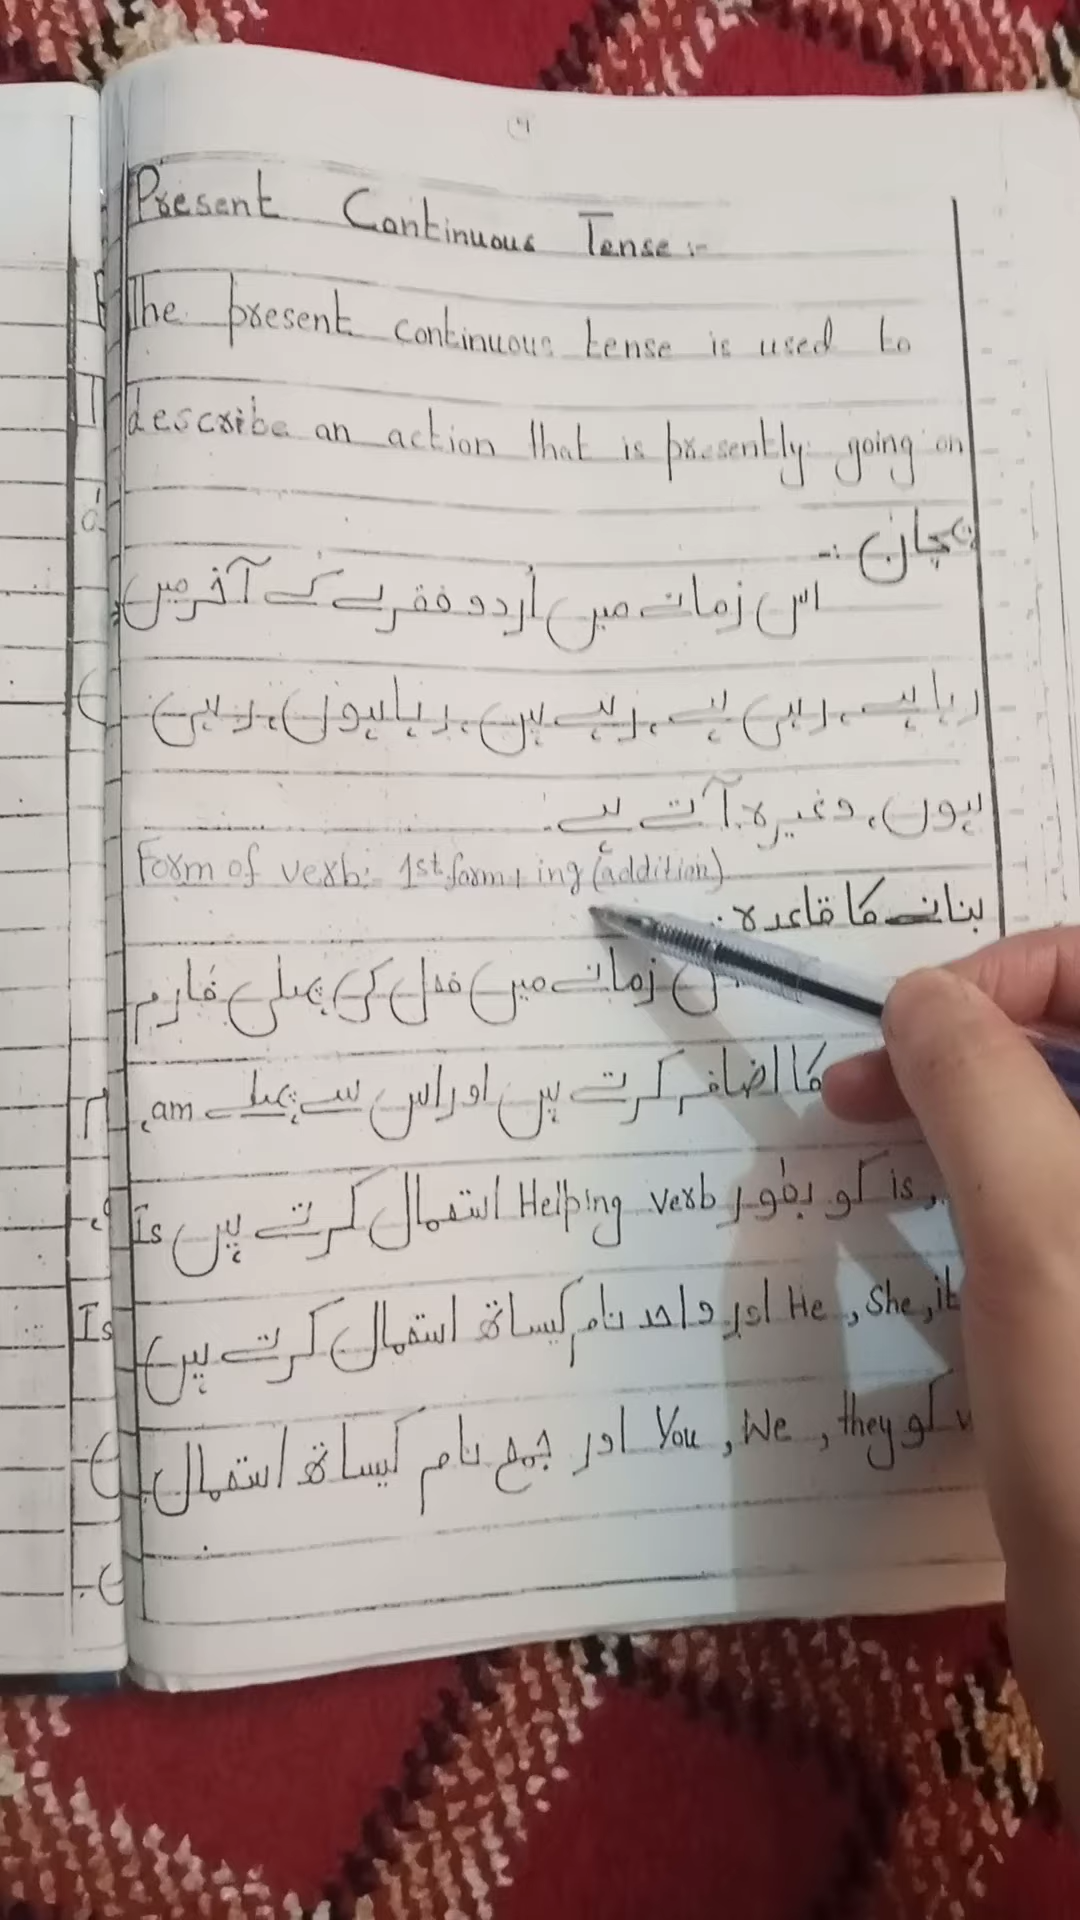 Present Continuous Tense :-
The present continuous tense is used to
describe an action that is presently going on
پہچان :-
اس زمانے میں اُردو فقرے کے آخر میں
رہا ہے، رہی ہے، رہے ہیں، رہا ہوں، رہی
ہوں، وغیرہ آتے ہے۔
Form of verb:- 1st form + ing (addition)
بنانے کا قاعدہ :
زمانے میں فعل کی پہلی فارم
کا اضافہ کرتے ہیں اور اس سے پہلے am،
is، کو بطور Helping verb استعمال کرتے ہیں Is
He, She, it اور واحد نام کیساتھ استعمال کرتے ہیں
کو You, We, they اور جمع نام کیساتھ استعمال
Is